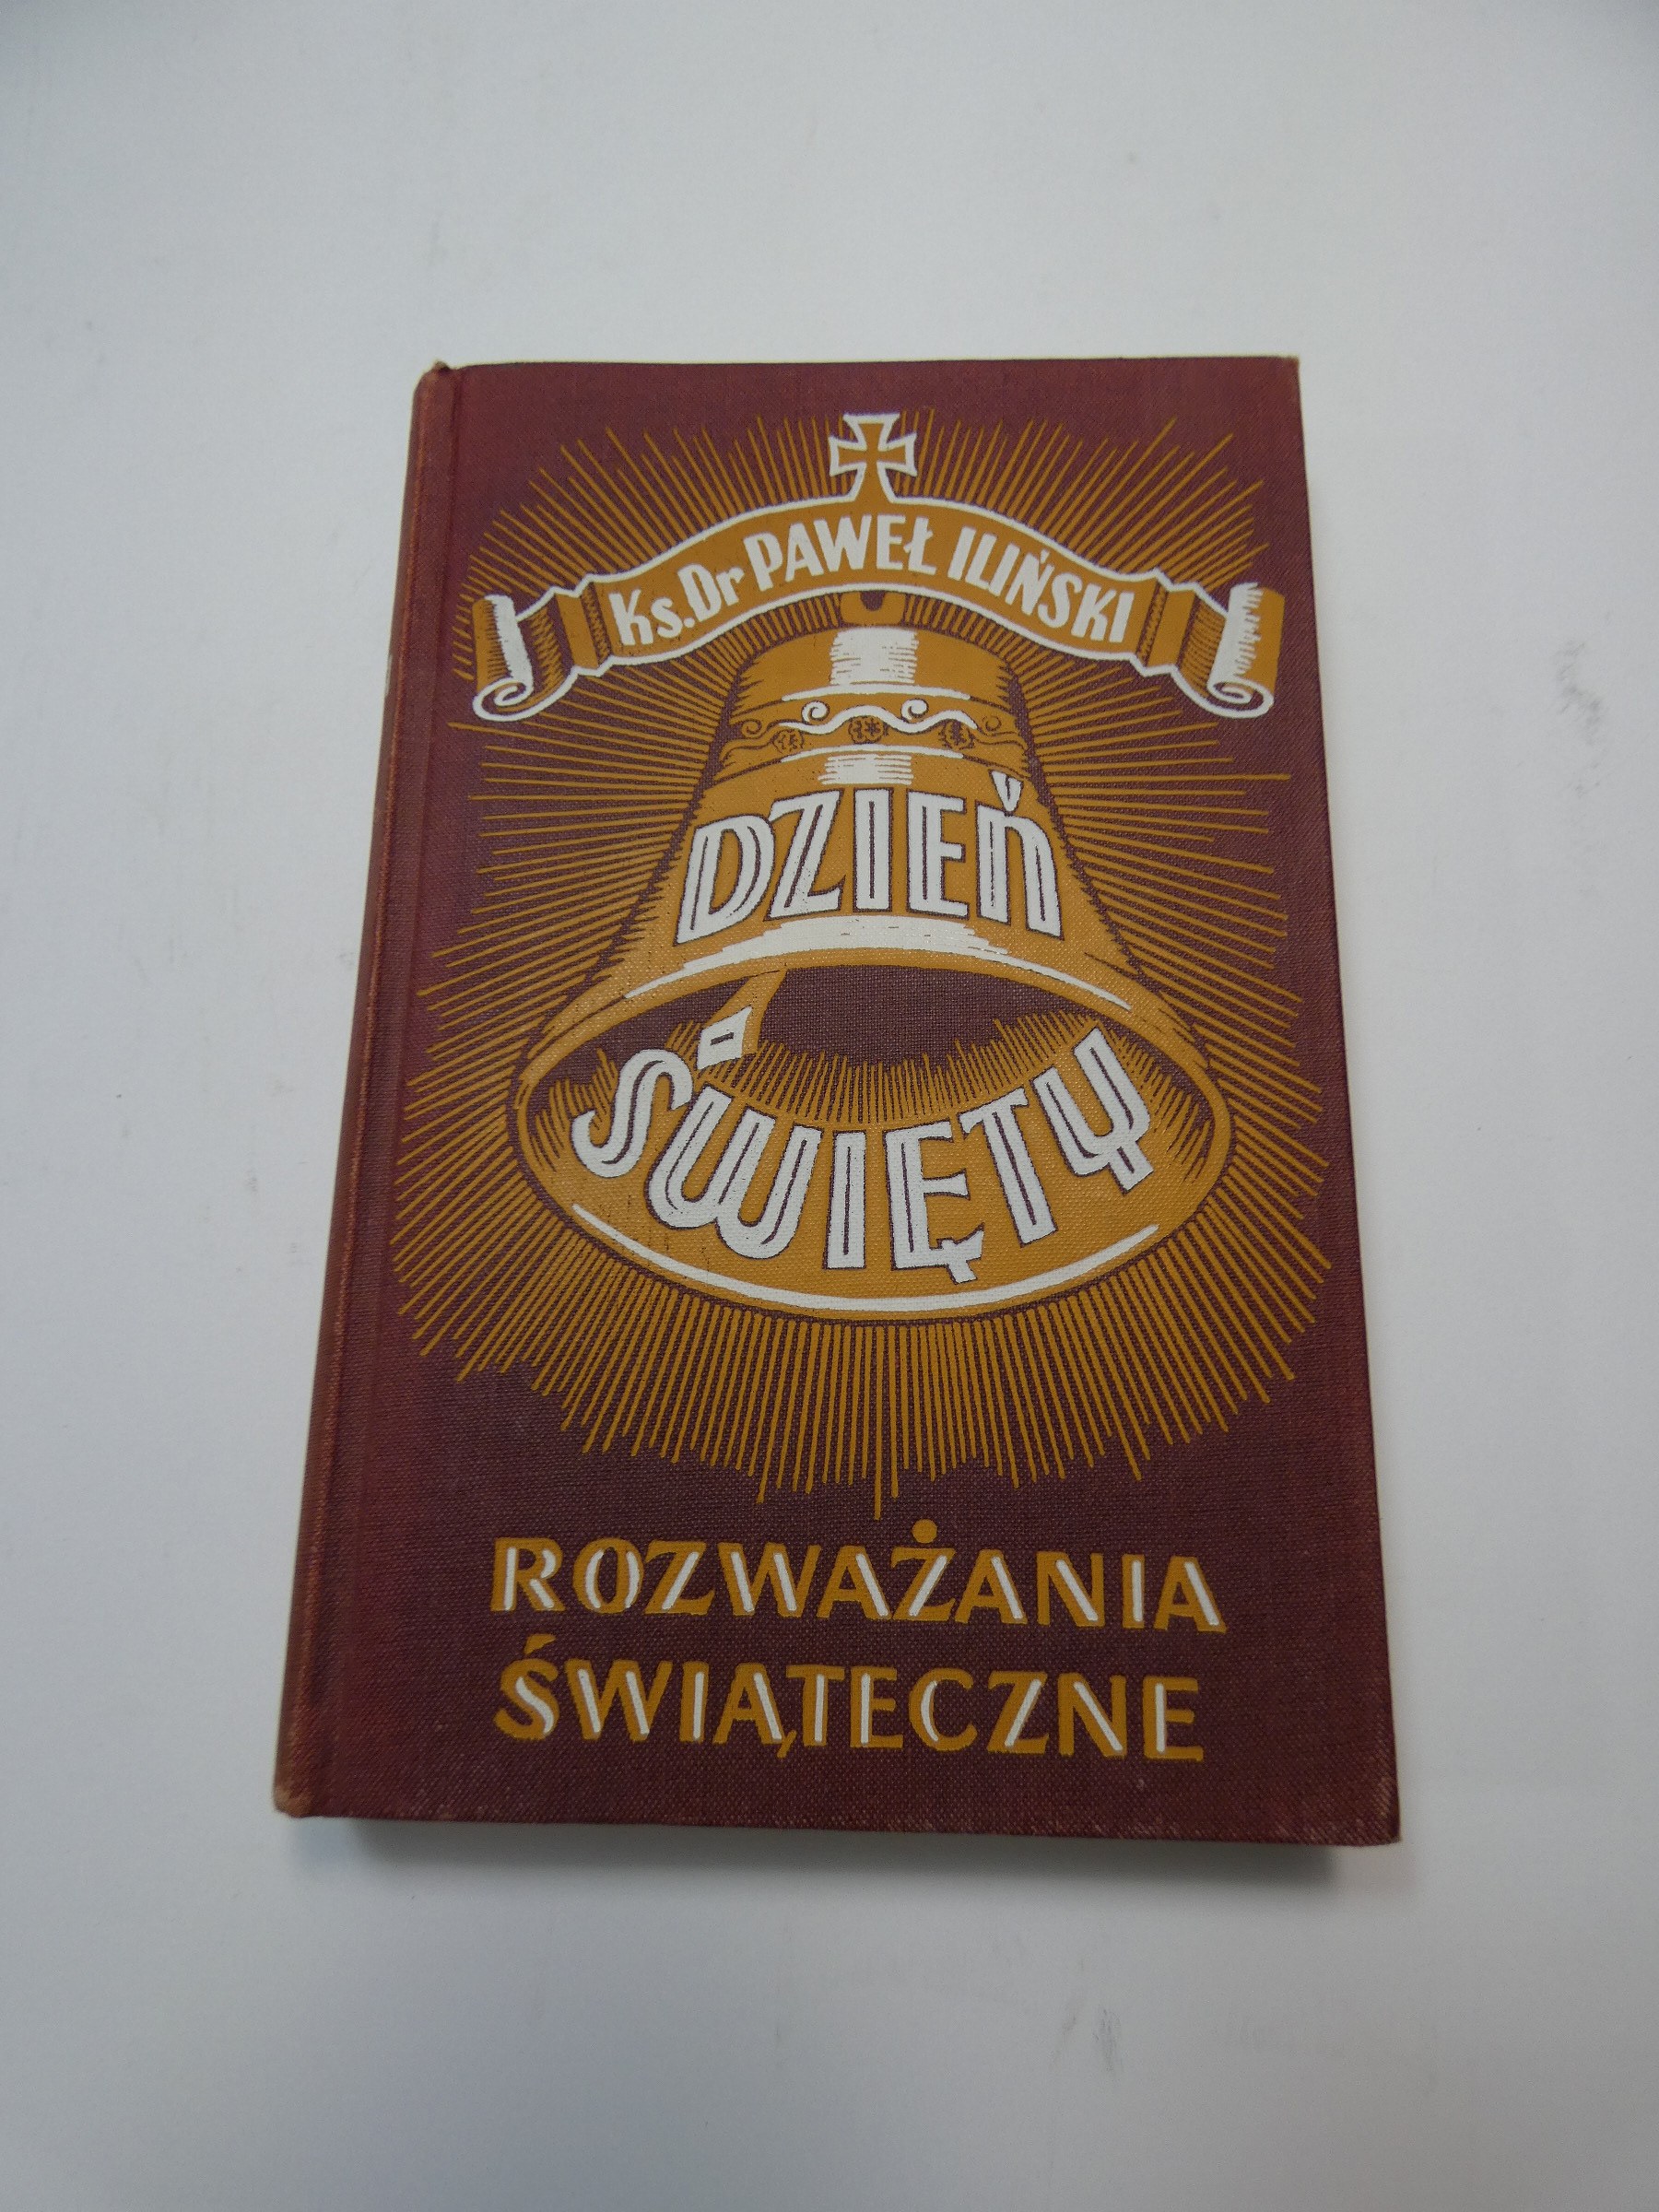 Ks. Dr PAWEŁ ILIŃSKI
DZIEŃ
ŚWIĘTY
ROZWAŻANIA
ŚWIĄTECZNE